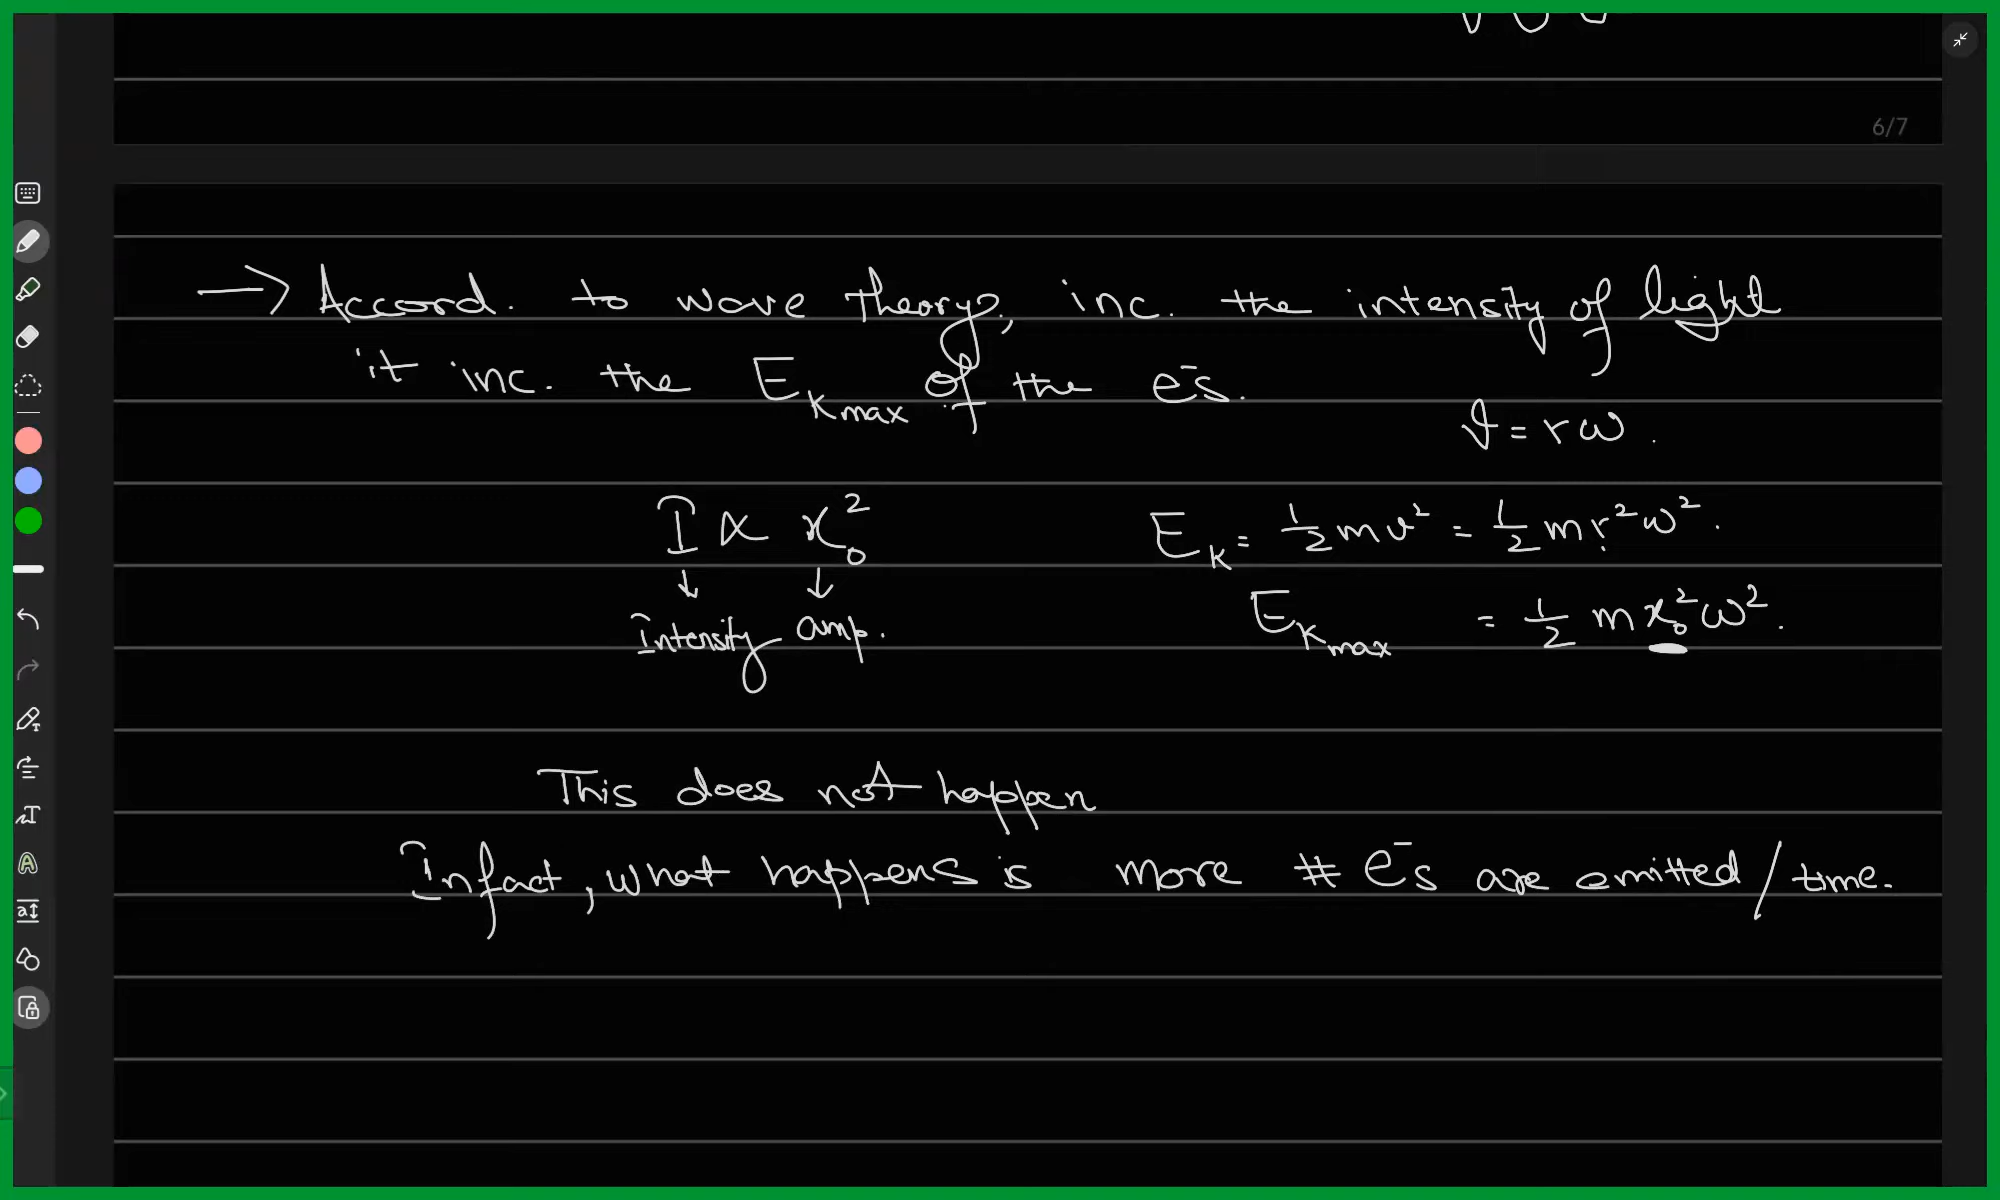 6/7
→ Accord. to wave theory, inc. the intensity of light
it inc. the E_Kmax of the e⁻s.
v = rω.
I ∝ x₀²
E_K = ½mv² = ½mr²ω².
↓ ↓
Intensity amp.
E_Kmax = ½ mx₀²ω².
This does not happen
Infact, what happens is more # e⁻s are emitted/time.